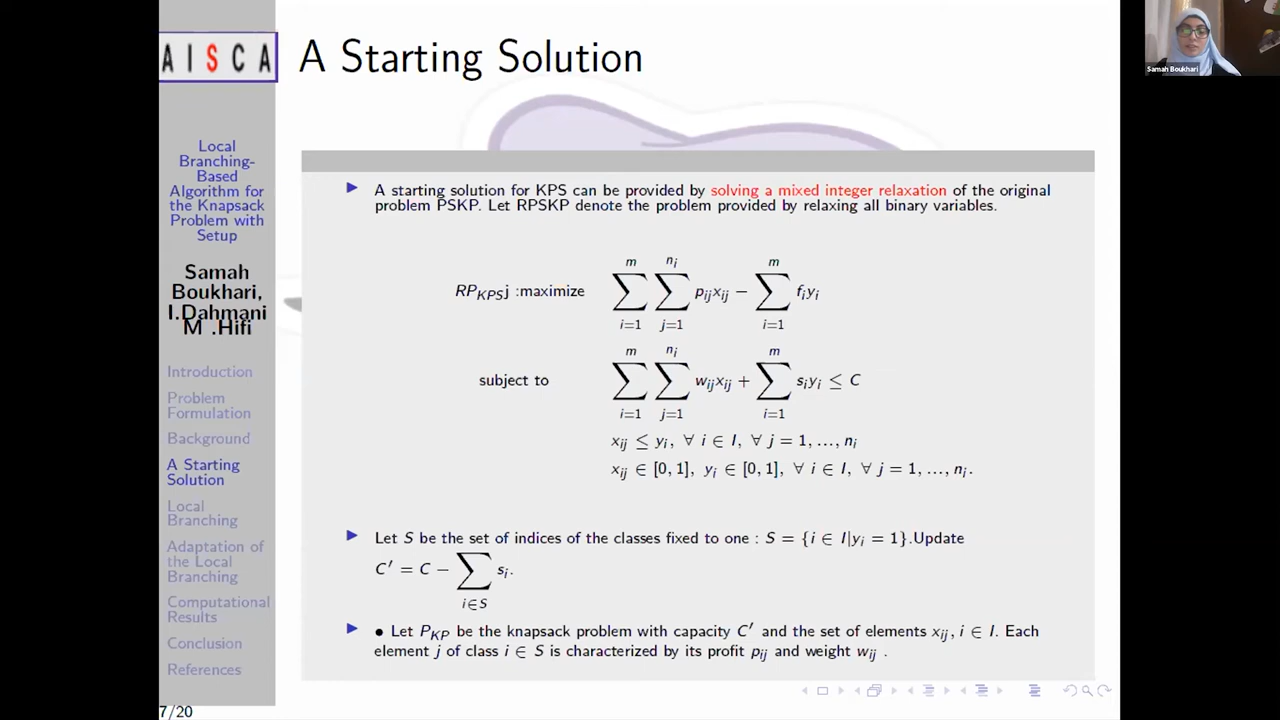 AISCA
A Starting Solution
Samah Boukhari
Local
Branching-
Based
Algorithm for
the Knapsack
Problem with
Setup
Samah
Boukhari,
I.Dahmani
M .Hifi
Introduction
Problem
Formulation
Background
A Starting
Solution
Local
Branching
Adaptation of
the Local
Branching
Computational
Results
Conclusion
References
7/20
▶ A starting solution for KPS can be provided by solving a mixed integer relaxation of the original
problem PSKP. Let RPSKP denote the problem provided by relaxing all binary variables.
RP_{KPS}j :maximize \sum_{i=1}^{m} \sum_{j=1}^{n_i} p_{ij}x_{ij} − \sum_{i=1}^{m} f_i y_i
subject to \sum_{i=1}^{m} \sum_{j=1}^{n_i} w_{ij}x_{ij} + \sum_{i=1}^{m} s_i y_i ≤ C
x_{ij} ≤ y_i, ∀ i ∈ I, ∀ j = 1, ..., n_i
x_{ij} ∈ [0, 1], y_i ∈ [0, 1], ∀ i ∈ I, ∀ j = 1, ..., n_i.
▶ Let S be the set of indices of the classes fixed to one : S = {i ∈ I|y_i = 1}.Update
C′ = C − \sum_{i∈S} s_i.
▶ • Let P_{KP} be the knapsack problem with capacity C′ and the set of elements x_{ij}, i ∈ I. Each
element j of class i ∈ S is characterized by its profit p_{ij} and weight w_{ij} .